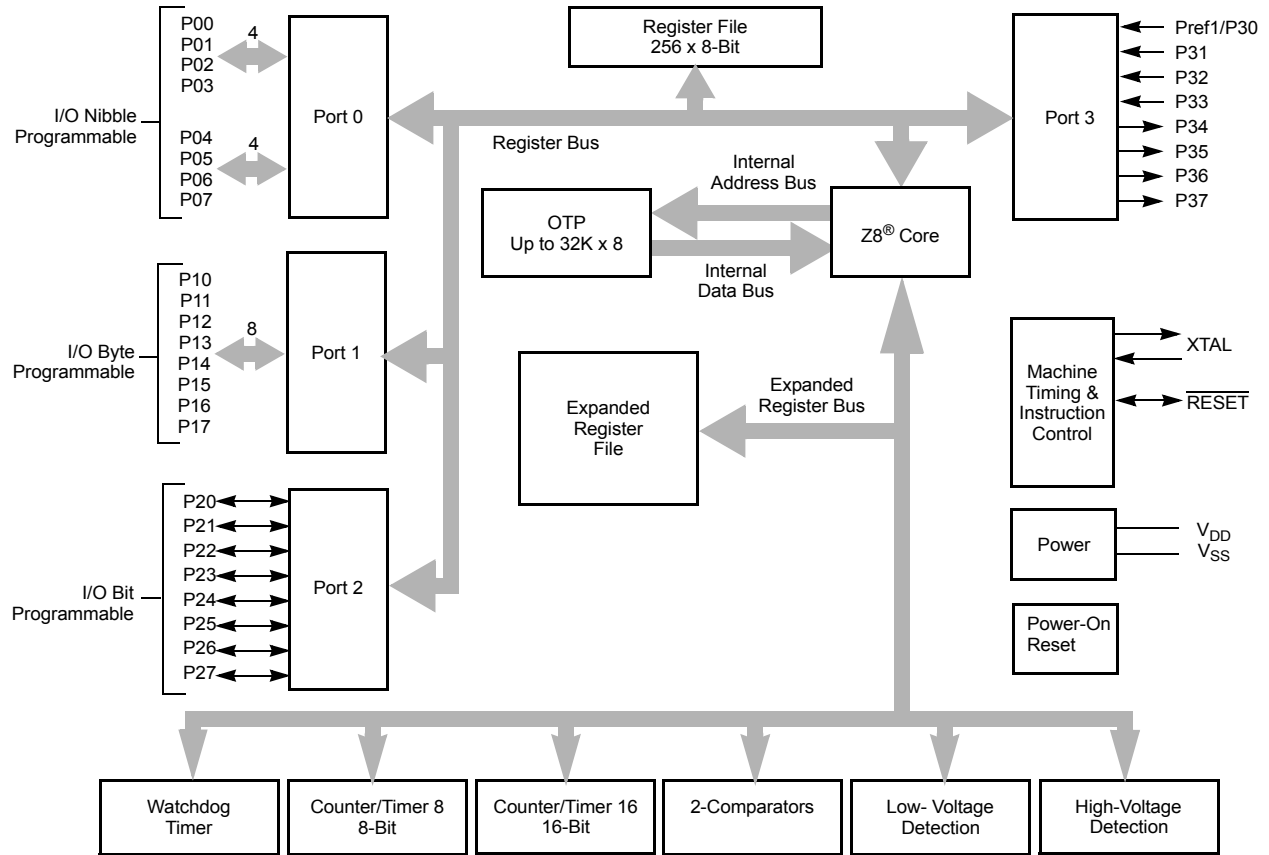 P00
P01
P02
P03
4
I/O Nibble
Programmable
P04
P05
P06
P07
4
Port 0
Register File
256 x 8-Bit
Register Bus
Port 3
Pref1/P30
P31
P32
P33
P34
P35
P36
P37
Internal
Address Bus
OTP
Up to 32K x 8
Z8® Core
Internal
Data Bus
P10
P11
P12
P13
P14
P15
P16
P17
8
I/O Byte
Programmable
Port 1
Expanded
Register
File
Expanded
Register Bus
Machine
Timing &
Instruction
Control
XTAL
RESET
P20
P21
P22
P23
P24
P25
P26
P27
I/O Bit
Programmable
Port 2
Power
VDD
VSS
Power-On
Reset
Watchdog
Timer
Counter/Timer 8
8-Bit
Counter/Timer 16
16-Bit
2-Comparators
Low- Voltage
Detection
High-Voltage
Detection